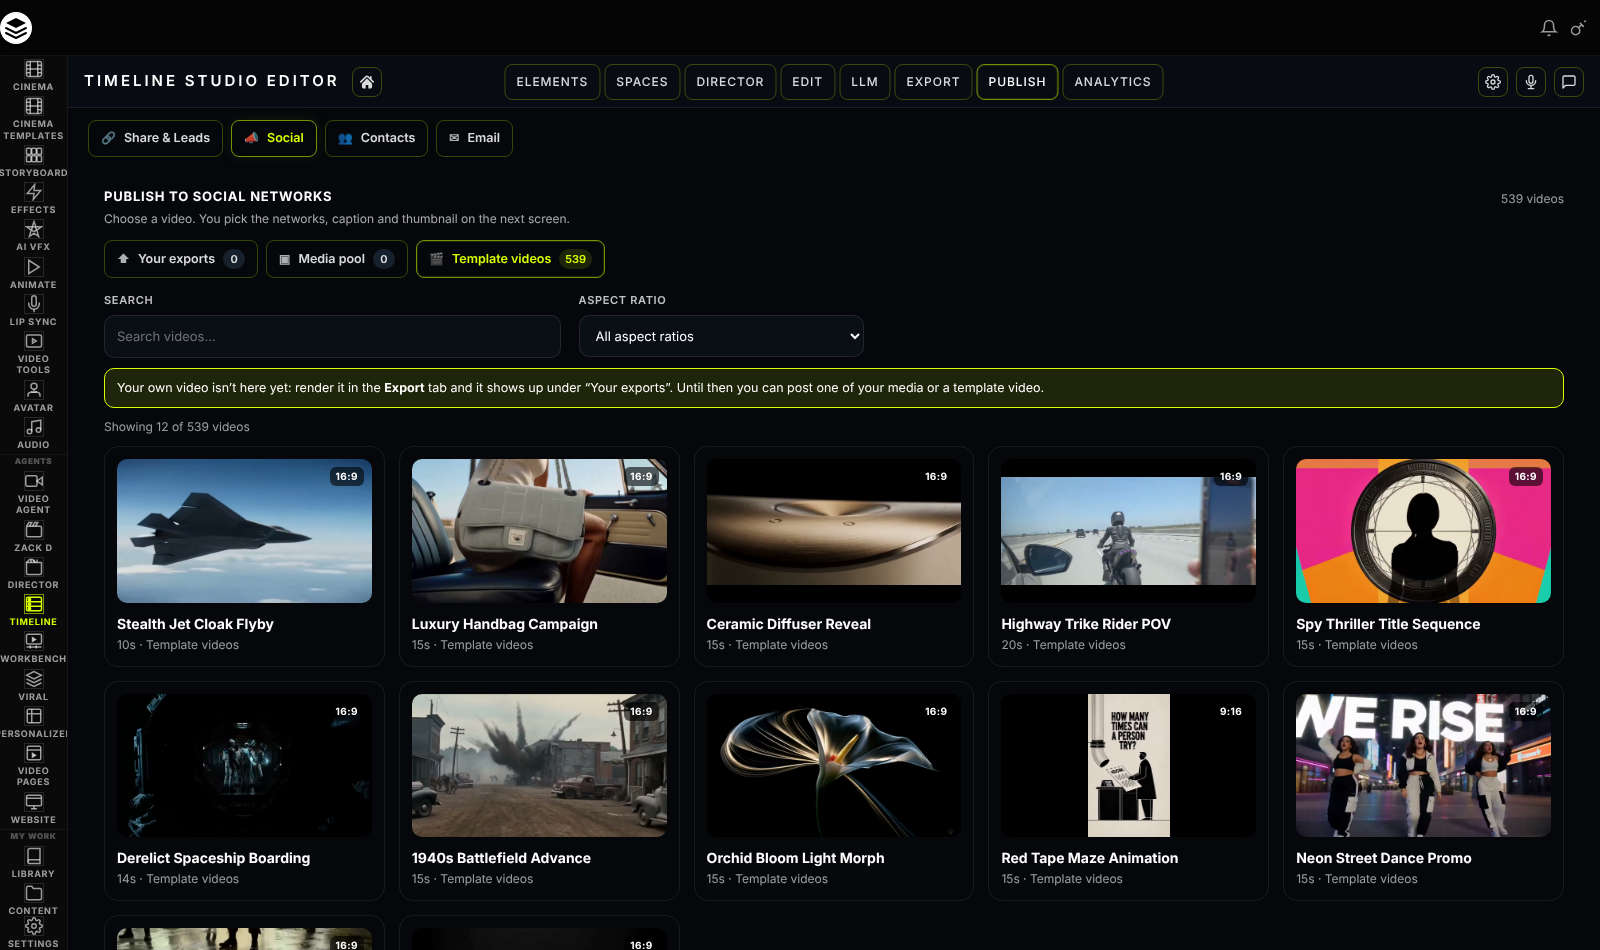 TIMELINE STUDIO EDITOR
ELEMENTS
SPACES
DIRECTOR
EDIT
LLM
EXPORT
PUBLISH
ANALYTICS
CINEMA
CINEMA
TEMPLATES
STORYBOARD
EFFECTS
AI VFX
ANIMATE
LIP SYNC
VIDEO
TOOLS
AVATAR
AUDIO
AGENTS
VIDEO
AGENT
ZACK D
DIRECTOR
TIMELINE
WORKBENCH
VIRAL
PERSONALIZE
VIDEO
PAGES
WEBSITE
MY WORK
LIBRARY
CONTENT
SETTINGS
Share & Leads
Social
Contacts
Email
PUBLISH TO SOCIAL NETWORKS
539 videos
Choose a video. You pick the networks, caption and thumbnail on the next screen.
Your exports 0
Media pool 0
Template videos 539
SEARCH
ASPECT RATIO
Search videos...
All aspect ratios
Your own video isn't here yet: render it in the Export tab and it shows up under “Your exports”. Until then you can post one of your media or a template video.
Showing 12 of 539 videos
16:9
Stealth Jet Cloak Flyby
10s · Template videos
16:9
Luxury Handbag Campaign
15s · Template videos
16:9
Ceramic Diffuser Reveal
15s · Template videos
16:9
Highway Trike Rider POV
20s · Template videos
16:9
Spy Thriller Title Sequence
15s · Template videos
16:9
Derelict Spaceship Boarding
14s · Template videos
16:9
1940s Battlefield Advance
15s · Template videos
16:9
Orchid Bloom Light Morph
15s · Template videos
9:16
HOW MANY
TIMES CAN
A PERSON
TRY?
Red Tape Maze Animation
15s · Template videos
16:9
WE RISE
Neon Street Dance Promo
15s · Template videos
16:9
16:9